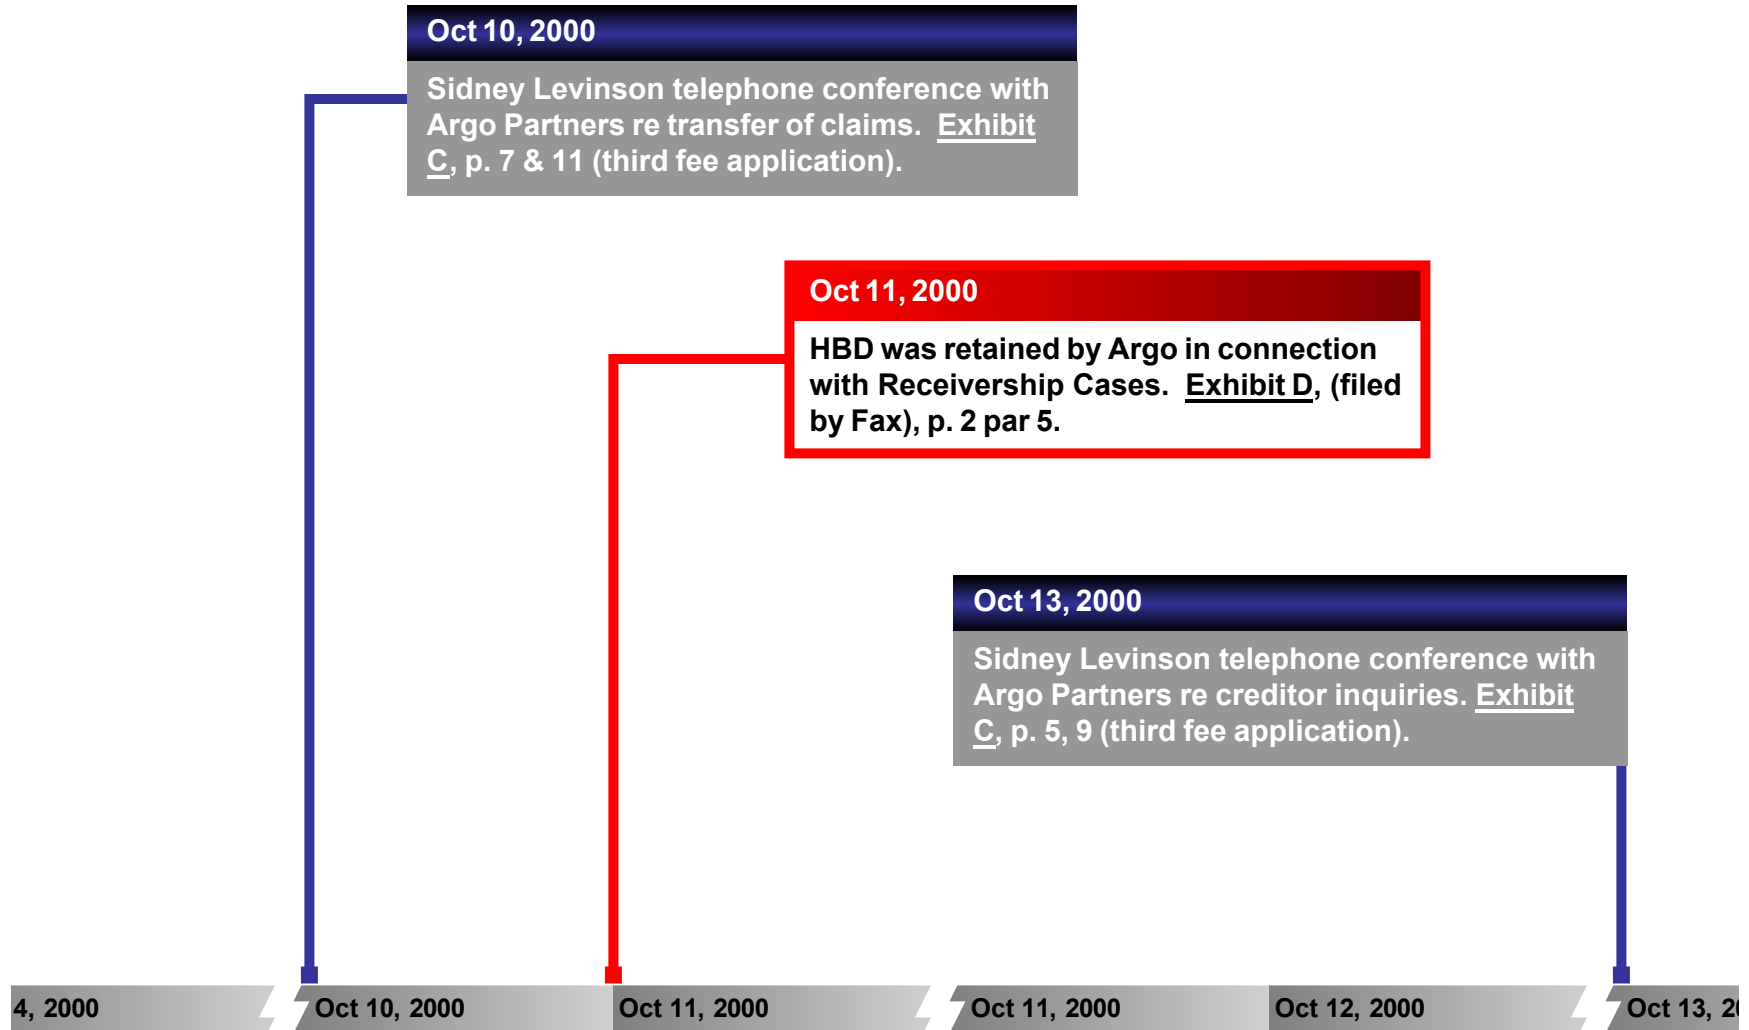 Oct 10, 2000
Sidney Levinson telephone conference with
Argo Partners re transfer of claims. Exhibit
C, p. 7 & 11 (third fee application).
Oct 11, 2000
HBD was retained by Argo in connection
with Receivership Cases. Exhibit D, (filed
by Fax), p. 2 par 5.
Oct 13, 2000
Sidney Levinson telephone conference with
Argo Partners re creditor inquiries. Exhibit
C, p. 5, 9 (third fee application).
4, 2000 Oct 10, 2000 Oct 11, 2000 Oct 11, 2000 Oct 12, 2000 Oct 13, 20